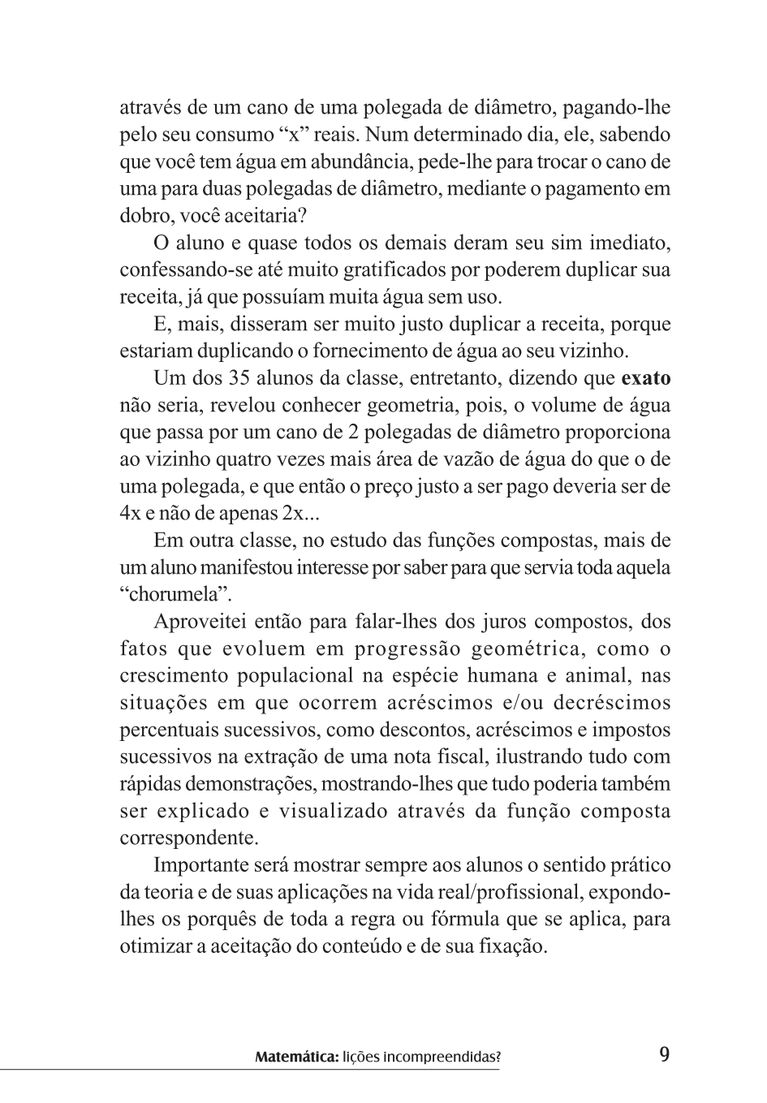 através de um cano de uma polegada de diâmetro, pagando-lhe
pelo seu consumo “x” reais. Num determinado dia, ele, sabendo
que você tem água em abundância, pede-lhe para trocar o cano de
uma para duas polegadas de diâmetro, mediante o pagamento em
dobro, você aceitaria?
O aluno e quase todos os demais deram seu sim imediato,
confessando-se até muito gratificados por poderem duplicar sua
receita, já que possuíam muita água sem uso.
E, mais, disseram ser muito justo duplicar a receita, porque
estariam duplicando o fornecimento de água ao seu vizinho.
Um dos 35 alunos da classe, entretanto, dizendo que exato
não seria, revelou conhecer geometria, pois, o volume de água
que passa por um cano de 2 polegadas de diâmetro proporciona
ao vizinho quatro vezes mais área de vazão de água do que o de
uma polegada, e que então o preço justo a ser pago deveria ser de
4x e não de apenas 2x...
Em outra classe, no estudo das funções compostas, mais de
um aluno manifestou interesse por saber para que servia toda aquela
“chorumela”.
Aproveitei então para falar-lhes dos juros compostos, dos
fatos que evoluem em progressão geométrica, como o
crescimento populacional na espécie humana e animal, nas
situações em que ocorrem acréscimos e/ou decréscimos
percentuais sucessivos, como descontos, acréscimos e impostos
sucessivos na extração de uma nota fiscal, ilustrando tudo com
rápidas demonstrações, mostrando-lhes que tudo poderia também
ser explicado e visualizado através da função composta
correspondente.
Importante será mostrar sempre aos alunos o sentido prático
da teoria e de suas aplicações na vida real/profissional, expondo-
lhes os porquês de toda a regra ou fórmula que se aplica, para
otimizar a aceitação do conteúdo e de sua fixação.
Matemática: lições incompreendidas? 9